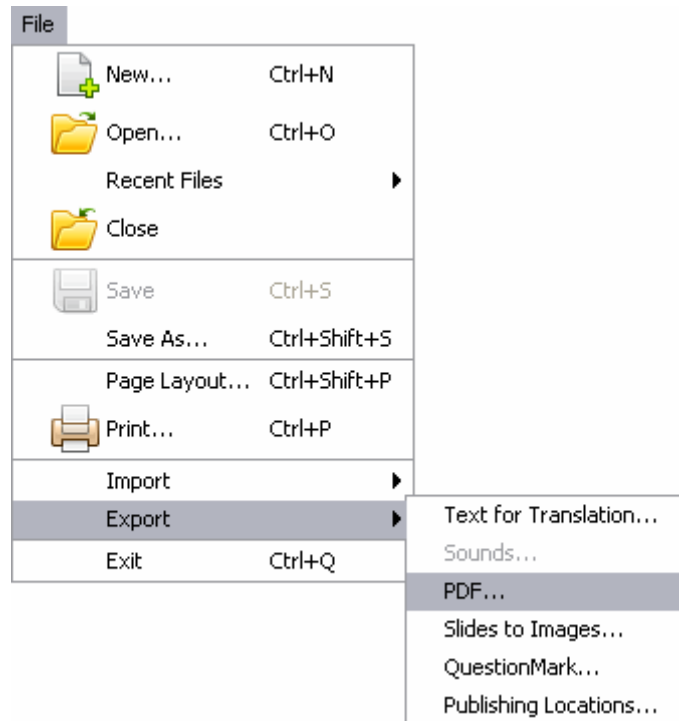 File
New... Ctrl+N
Open... Ctrl+O
Recent Files
Close
Save Ctrl+S
Save As... Ctrl+Shift+S
Page Layout... Ctrl+Shift+P
Print... Ctrl+P
Import
Export
Exit Ctrl+Q
Text for Translation...
Sounds...
PDF...
Slides to Images...
QuestionMark...
Publishing Locations...